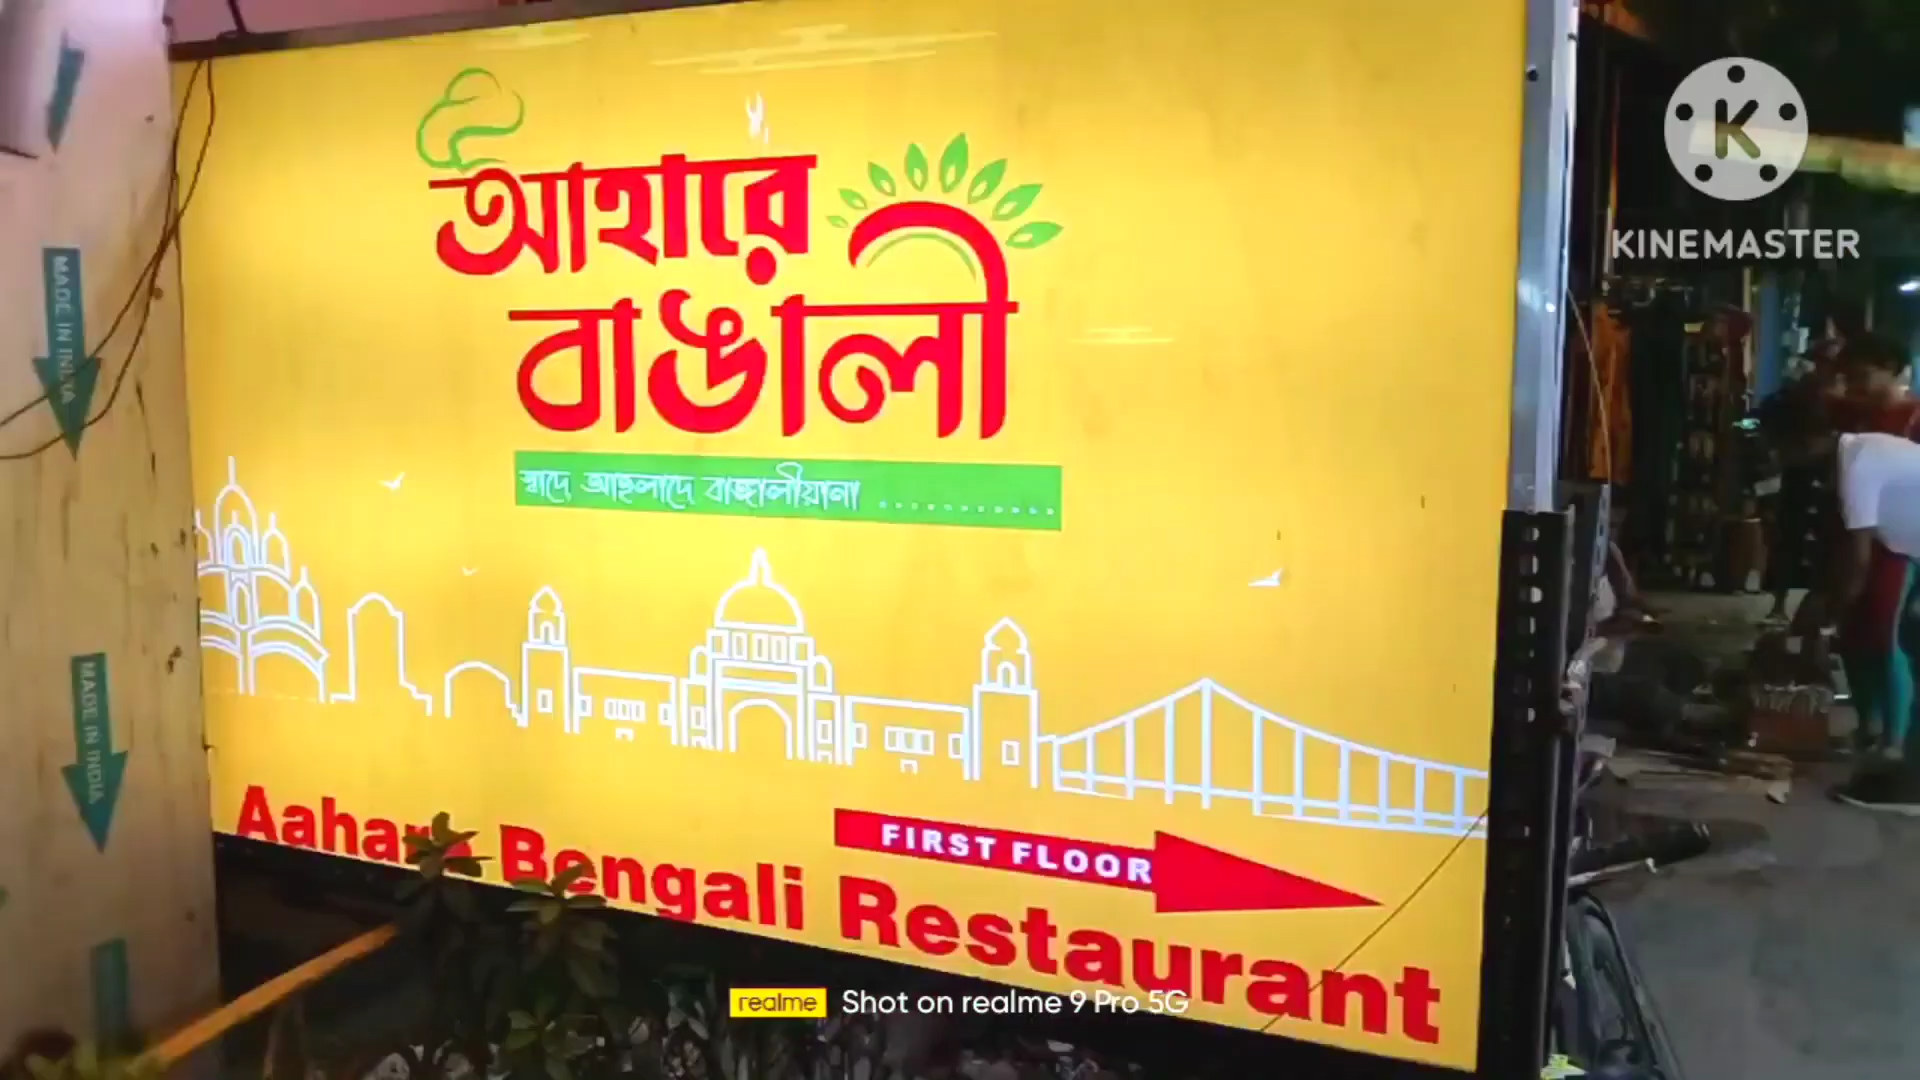 আহারে
বাঙালী
স্বাদে আহ্লাদে বাঙ্গালীয়ানা ............
FIRST FLOOR
Bengali Restaurant
MADE IN INDIA
MADE IN INDIA
K
KINEMASTER
realme Shot on realme 9 Pro 5G